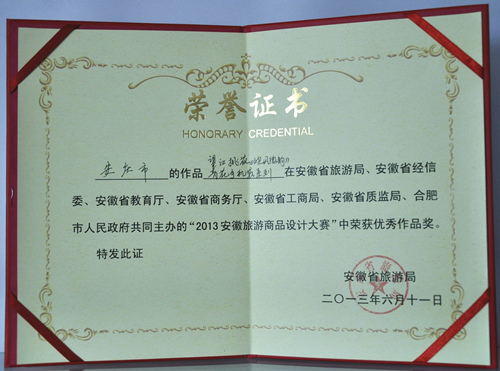 荣誉证书
HONORARY CREDENTIAL
安庆市 的作品 望江挑花 在安徽省旅游局、安徽省经信
委、安徽省教育厅、安徽省商务厅、安徽省工商局、安徽省质监局、合肥
市人民政府共同主办的“2013安徽旅游商品设计大赛”中荣获优秀作品奖。
特发此证
安徽省旅游局
二〇一三年六月十一日